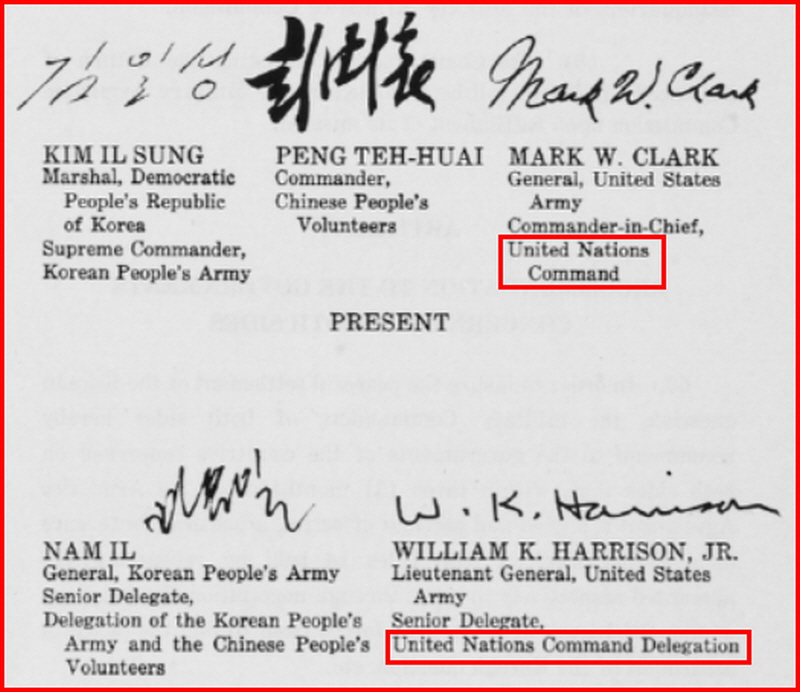 김일성
彭德懷
Mark W. Clark
KIM IL SUNG
Marshal, Democratic
People's Republic
of Korea
Supreme Commander,
Korean People's Army
PENG TEH-HUAI
Commander,
Chinese People's
Volunteers
MARK W. CLARK
General, United States
Army
Commander-in-Chief,
United Nations
Command
PRESENT
W. K. Harrison
NAM IL
General, Korean People's Army
Senior Delegate,
Delegation of the Korean People's
Army and the Chinese People's
Volunteers
WILLIAM K. HARRISON, JR.
Lieutenant General, United States
Army
Senior Delegate,
United Nations Command Delegation